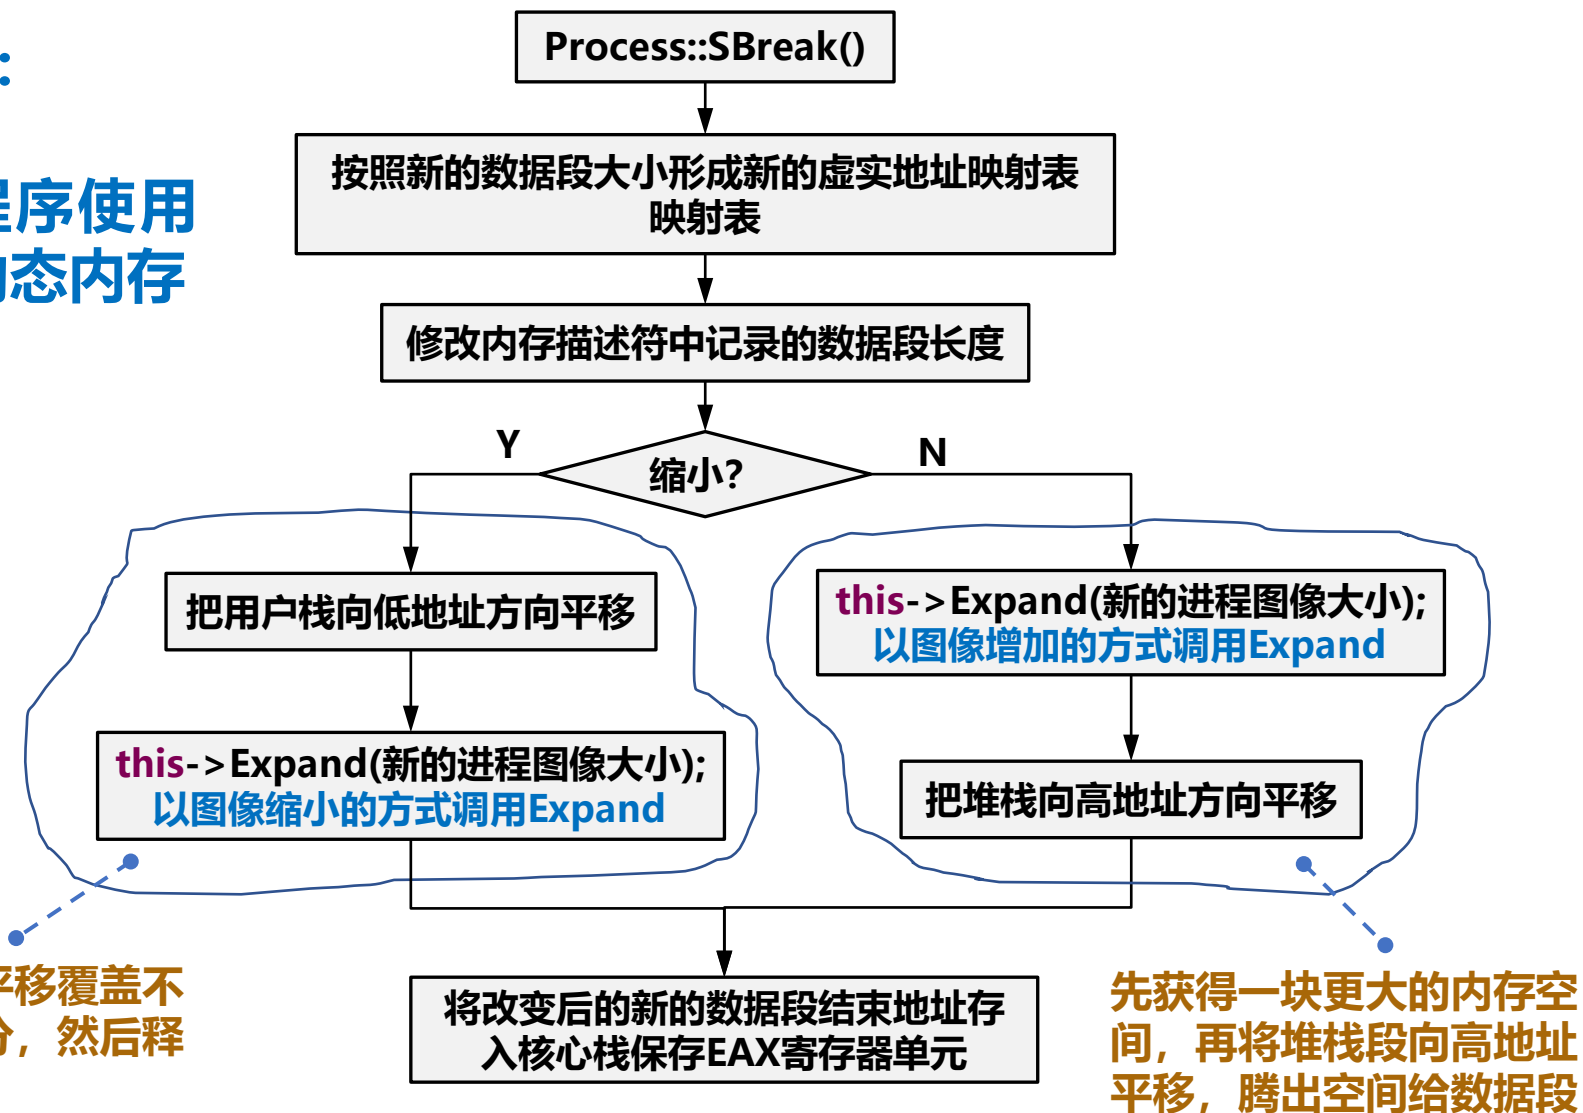 Process::SBreak()
:
按照新的数据段大小形成新的虚实地址映射表
映射表
程序使用
动态内存
修改内存描述符中记录的数据段长度
Y
N
缩小?
把用户栈向低地址方向平移
this->Expand(新的进程图像大小);
以图像增加的方式调用Expand
this->Expand(新的进程图像大小);
以图像缩小的方式调用Expand
把堆栈向高地址方向平移
平移覆盖不
分，然后释
将改变后的新的数据段结束地址存
入核心栈保存EAX寄存器单元
先获得一块更大的内存空
间，再将堆栈段向高地址
平移，腾出空间给数据段